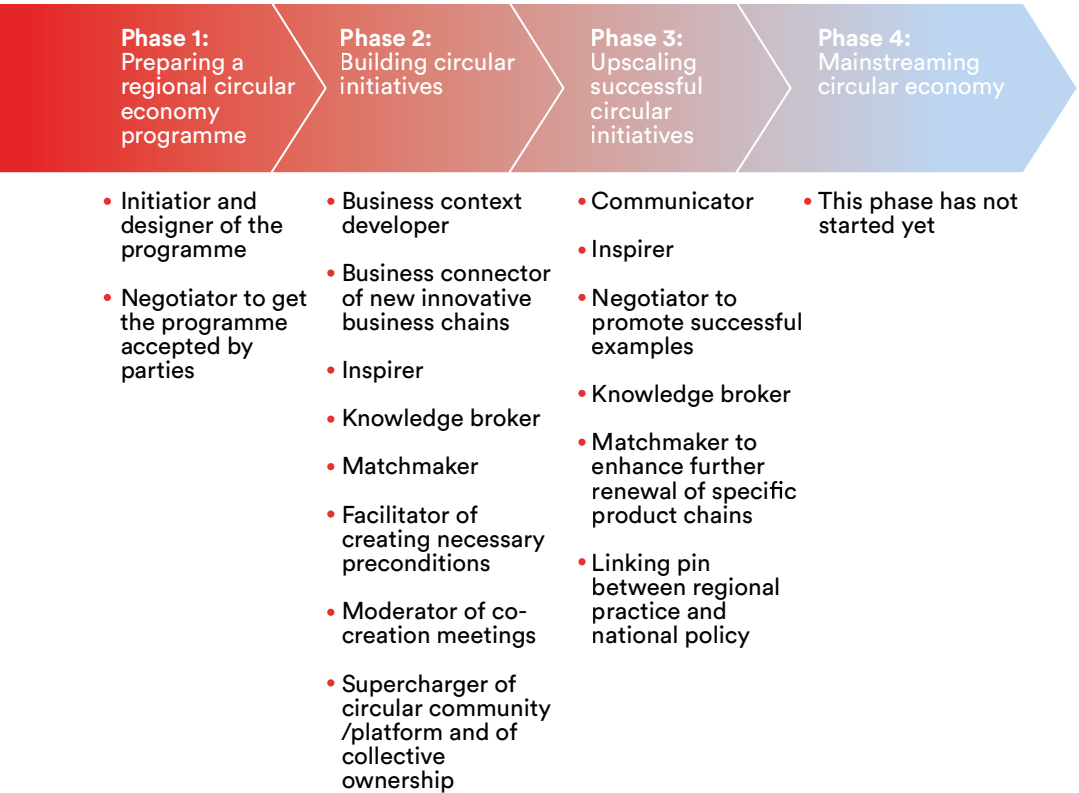 Phase 1:
Preparing a
regional circular
economy
programme
Phase 2:
Building circular
initiatives
Phase 3:
Upscaling
successful
circular
initiatives
Phase 4:
Mainstreaming
circular economy
• Initiatior and
designer of the
programme
• Negotiator to get
the programme
accepted by
parties
• Business context
developer
• Business connector
of new innovative
business chains
• Inspirer
• Knowledge broker
• Matchmaker
• Facilitator of
creating necessary
preconditions
• Moderator of co-
creation meetings
• Supercharger of
circular community
/platform and of
collective
ownership
• Communicator
• Inspirer
• Negotiator to
promote successful
examples
• Knowledge broker
• Matchmaker to
enhance further
renewal of specific
product chains
• Linking pin
between regional
practice and
national policy
• This phase has not
started yet